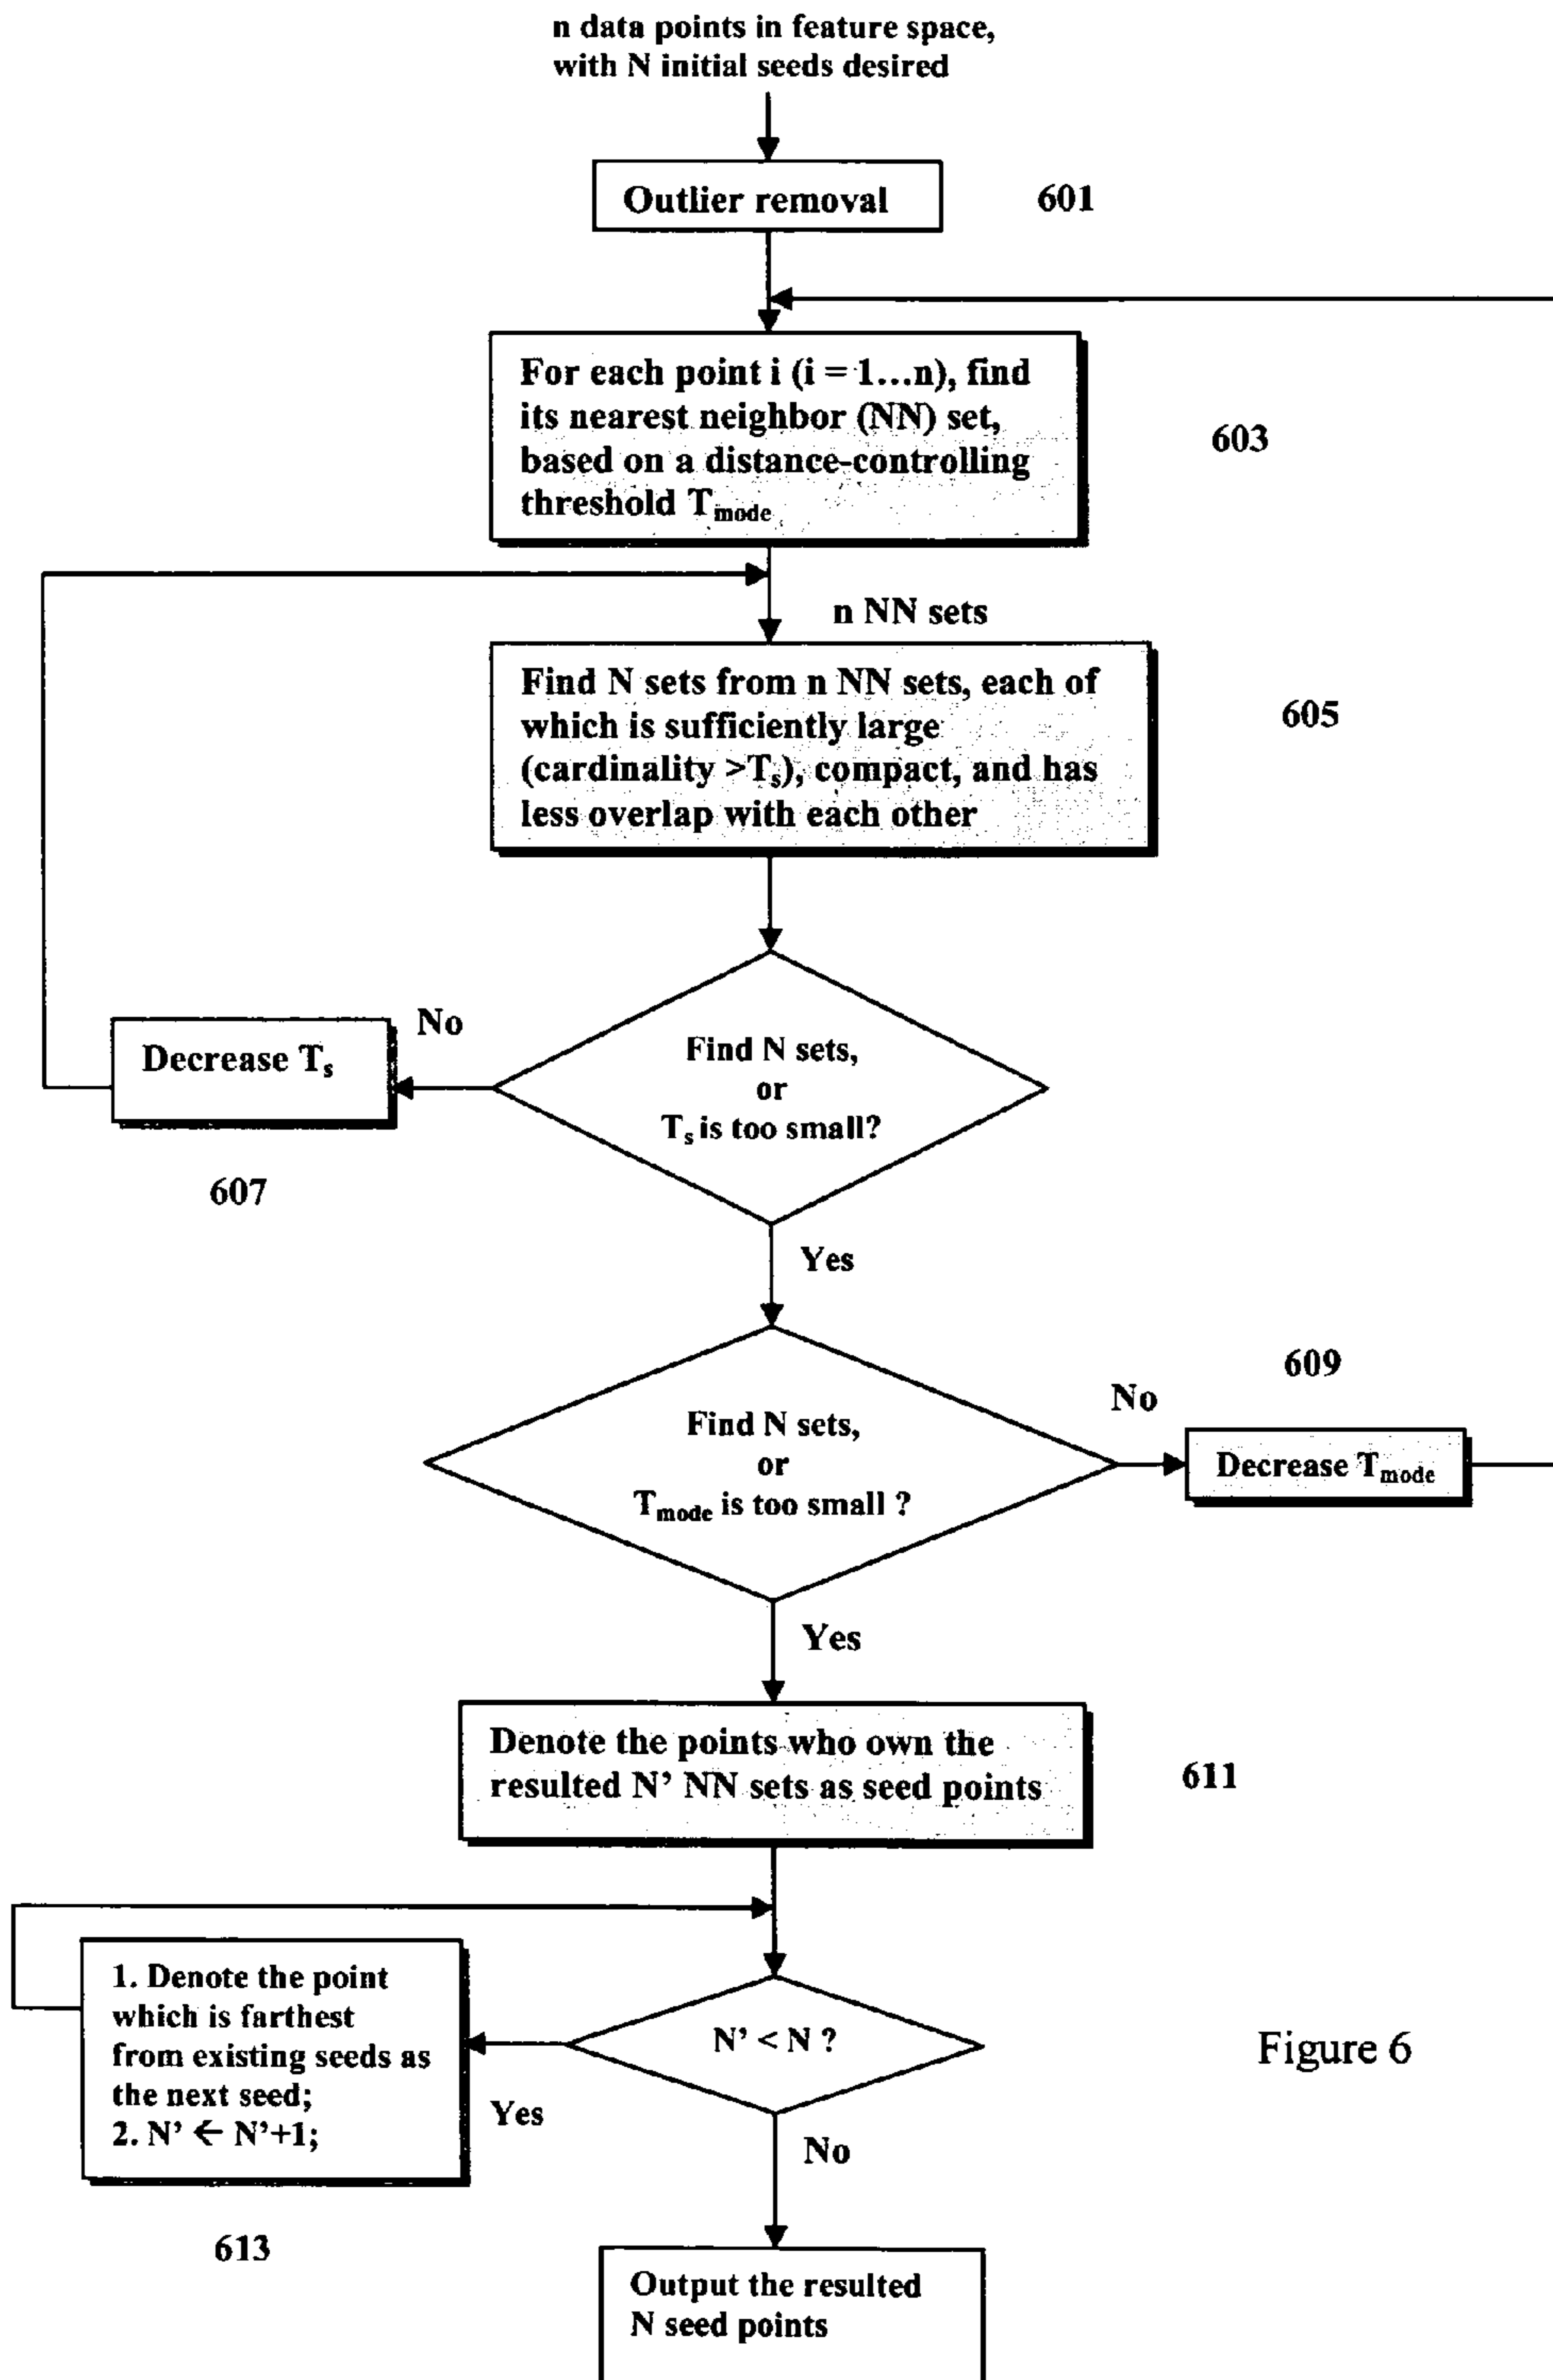 n data points in feature space,
with N initial seeds desired
Outlier removal
601
For each point i (i = 1...n), find
its nearest neighbor (NN) set,
based on a distance-controlling
threshold Tmode
603
n NN sets
Find N sets from n NN sets, each of
which is sufficiently large
(cardinality >Ts), compact, and has
less overlap with each other
605
No
Decrease Ts
607
Find N sets,
or
Ts is too small?
Yes
609
No
Find N sets,
or
Tmode is too small ?
Decrease Tmode
Yes
Denote the points who own the
resulted N’ NN sets as seed points
611
1. Denote the point
which is farthest
from existing seeds as
the next seed;
2. N’ ← N’+1;
613
N’ < N ?
Yes
No
Figure 6
Output the resulted
N seed points